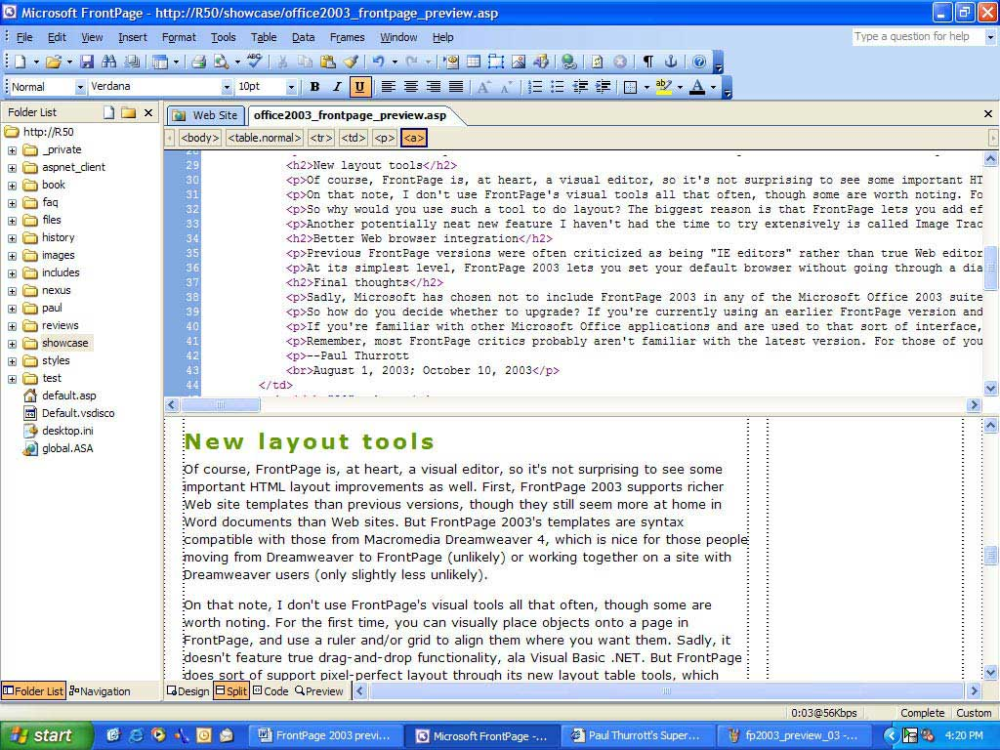 Microsoft FrontPage - http://R50/showcase/office2003_frontpage_preview.asp
File Edit View Insert Format Tools Table Data Frames Window Help
Type a question for help
Normal Verdana 10pt B I U
Folder List
Web Site office2003_frontpage_preview.asp
<body> <table.normal> <tr> <td> <p> <a>
http://R50
_private
aspnet_client
book
faq
files
history
images
includes
nexus
paul
reviews
showcase
styles
test
default.asp
Default.vsdisco
desktop.ini
global.ASA
28
29 <h2>New layout tools</h2>
30 <p>Of course, FrontPage is, at heart, a visual editor, so it's not surprising to see some important HT
31 <p>On that note, I don't use FrontPage's visual tools all that often, though some are worth noting. Fo
32 <p>So why would you use such a tool to do layout? The biggest reason is that FrontPage lets you add ef
33 <p>Another potentially neat new feature I haven't had the time to try extensively is called Image Trac
34 <h2>Better Web browser integration</h2>
35 <p>Previous FrontPage versions were often criticized as being "IE editors" rather than true Web editor
36 <p>At its simplest level, FrontPage 2003 lets you set your default browser without going through a dia
37 <h2>Final thoughts</h2>
38 <p>Sadly, Microsoft has chosen not to include FrontPage 2003 in any of the Microsoft Office 2003 suite
39 <p>So how do you decide whether to upgrade? If you're currently using an earlier FrontPage version and
40 <p>If you're familiar with other Microsoft Office applications and are used to that sort of interface,
41 <p>Remember, most FrontPage critics probably aren't familiar with the latest version. For those of you
42 <p>--Paul Thurrott
43 <br>August 1, 2003; October 10, 2003</p>
44 </td>
New layout tools
Of course, FrontPage is, at heart, a visual editor, so it's not surprising to see some
important HTML layout improvements as well. First, FrontPage 2003 supports richer
Web site templates than previous versions, though they still seem more at home in
Word documents than Web sites. But FrontPage 2003's templates are syntax
compatible with those from Macromedia Dreamweaver 4, which is nice for those people
moving from Dreamweaver to FrontPage (unlikely) or working together on a site with
Dreamweaver users (only slightly less unlikely).
On that note, I don't use FrontPage's visual tools all that often, though some are
worth noting. For the first time, you can visually place objects onto a page in
FrontPage, and use a ruler and/or grid to align them where you want them. Sadly, it
doesn't feature true drag-and-drop functionality, ala Visual Basic .NET. But FrontPage
does sort of support pixel-perfect layout through its new layout table tools, which
Folder List Navigation
Design Split Code Preview
0:03@56Kbps Complete Custom
start FrontPage 2003 previ... Microsoft FrontPage -... Paul Thurrott's Super... fp2003_preview_03 -... 4:20 PM